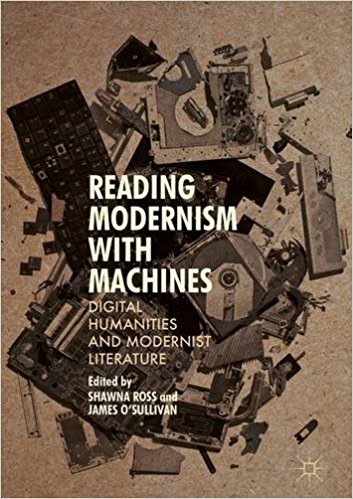 READING
MODERNISM
WITH
MACHINES
DIGITAL
HUMANITIES
AND MODERNIST
LITERATURE
Edited by
SHAWNA ROSS and
JAMES O'SULLIVAN